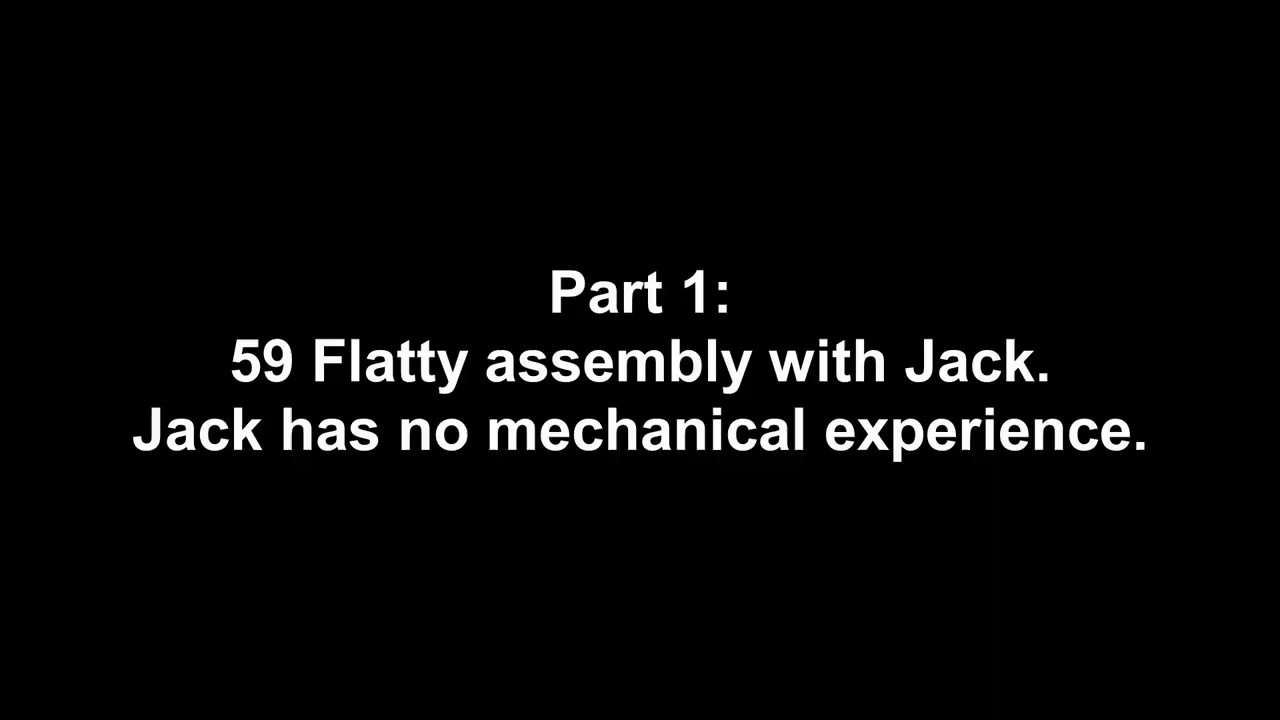 Part 1:
59 Flatty assembly with Jack.
Jack has no mechanical experience.